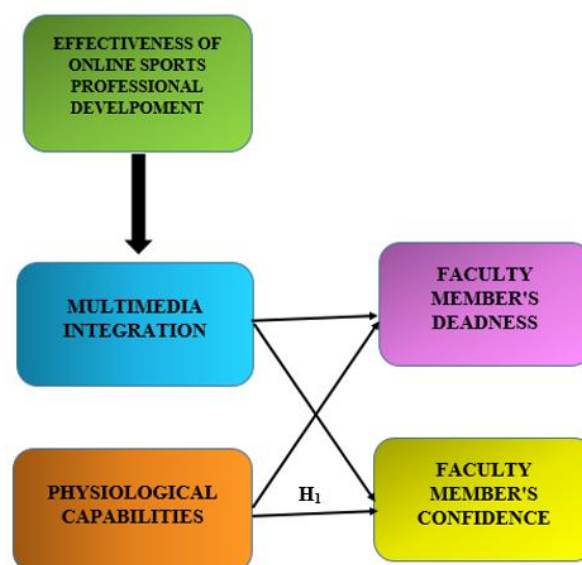 EFFECTIVENESS OF
ONLINE SPORTS
PROFESSIONAL
DEVELPOMENT
MULTIMEDIA
INTEGRATION
FACULTY
MEMBER'S
DEADNESS
PHYSIOLOGICAL
CAPABILITIES
H₁
FACULTY
MEMBER'S
CONFIDENCE